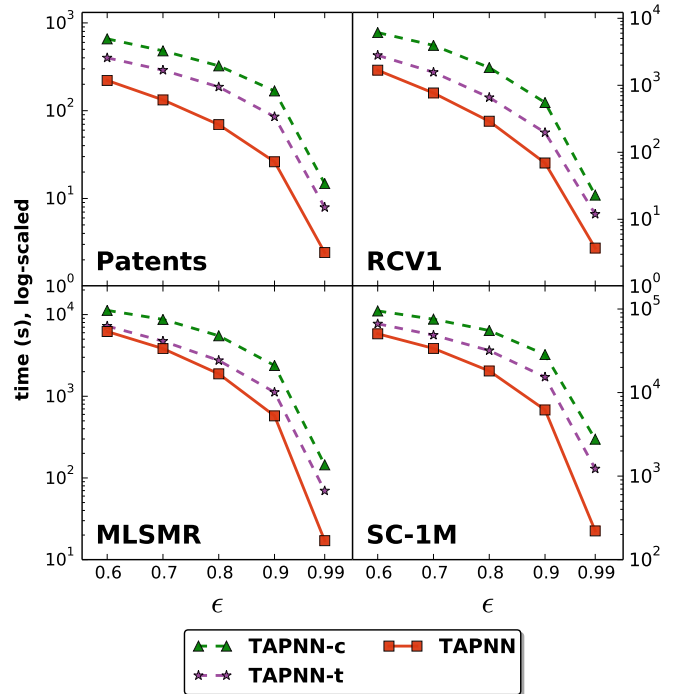 10³
10²
10¹
10⁰
Patents
10⁴
10³
10²
10¹
10⁰
RCV1
time (s), log-scaled
10⁴
10³
10²
10¹
MLSMR
10⁵
10⁴
10³
10²
SC-1M
0.6 0.7 0.8 0.9 0.99
0.6 0.7 0.8 0.9 0.99
ϵ
ϵ
TAPNN-c
TAPNN
TAPNN-t